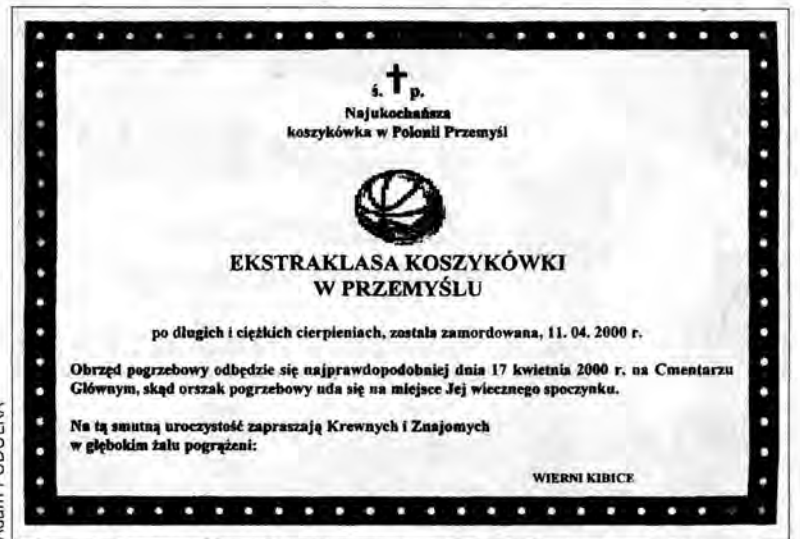 ś. † p.
Najukochańsza
koszykówka w Polonii Przemyśl
EKSTRAKLASA KOSZYKÓWKI
W PRZEMYŚLU
po długich i ciężkich cierpieniach, została zamordowana, 11. 04. 2000 r.
Obrzęd pogrzebowy odbędzie się najprawdopodobniej dnia 17 kwietnia 2000 r. na Cmentarzu
Głównym, skąd orszak pogrzebowy uda się na miejsce Jej wiecznego spoczynku.
Na tą smutną uroczystość zapraszają Krewnych i Znajomych
w głębokim żalu pogrążeni:
WIERNI KIBICE